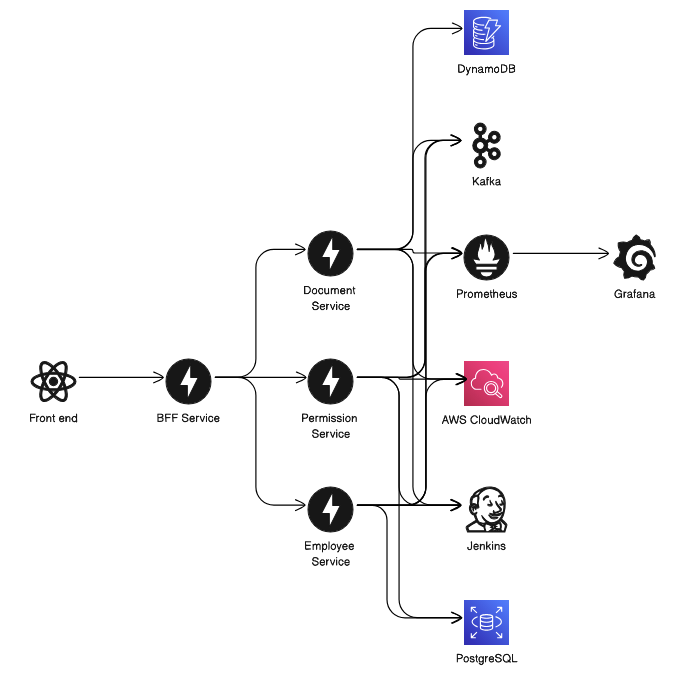 DynamoDB
Kafka
Document
Service
Prometheus
Grafana
Front end
BFF Service
Permission
Service
AWS CloudWatch
Employee
Service
Jenkins
PostgreSQL